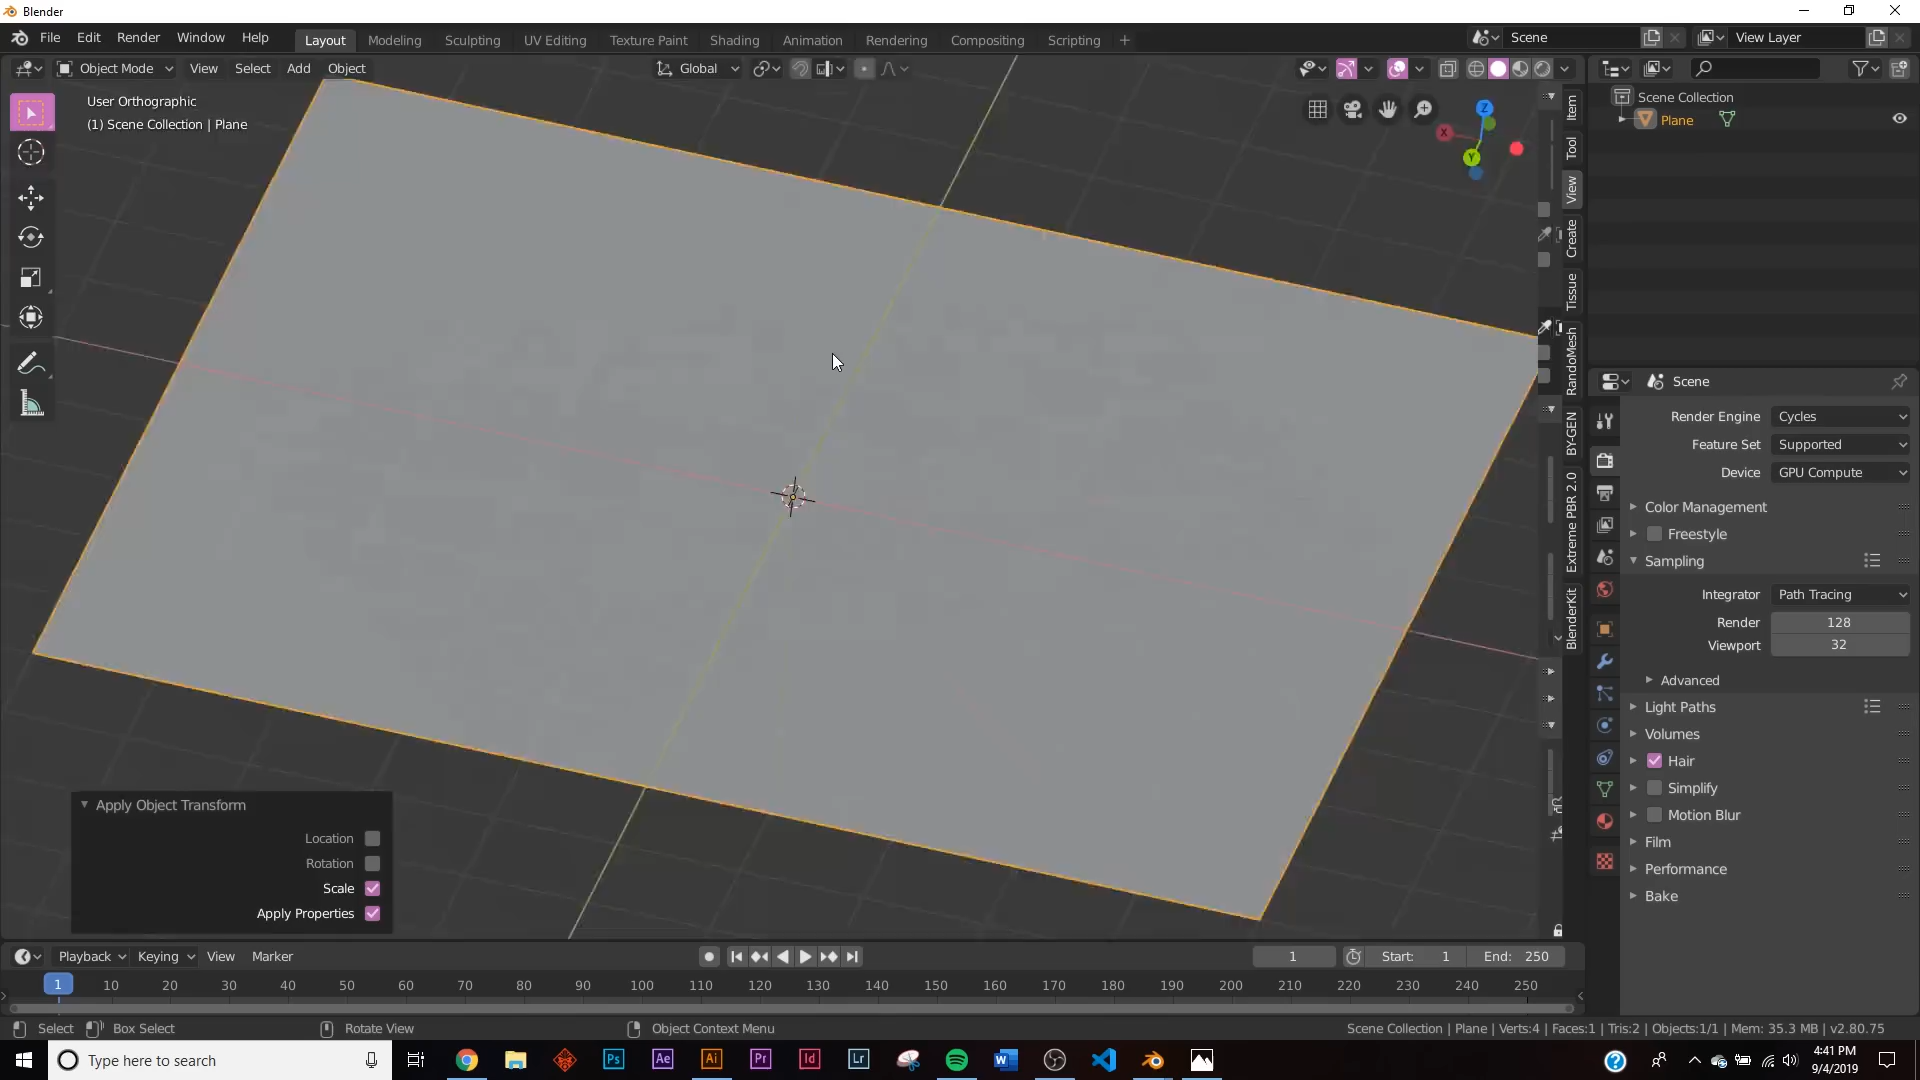 Blender
File Edit Render Window Help
Layout Modeling Sculpting UV Editing Texture Paint Shading Animation Rendering Compositing Scripting +
Scene
View Layer
Object Mode View Select Add Object
Global
User Orthographic
(1) Scene Collection | Plane
Z
X
Y
Item
Tool
View
Create
Tissue
RandoMesh
BY-GEN
Extreme PBR 2.0
BlenderKit
Scene Collection
Plane
Scene
Render Engine Cycles
Feature Set Supported
Device GPU Compute
Color Management
Freestyle
Sampling
Integrator Path Tracing
Render 128
Viewport 32
Advanced
Light Paths
Volumes
Hair
Simplify
Motion Blur
Film
Performance
Bake
Apply Object Transform
Location
Rotation
Scale
Apply Properties
Playback Keying View Marker
1 Start: 1 End: 250
1 10 20 30 40 50 60 70 80 90 100 110 120 130 140 150 160 170 180 190 200 210 220 230 240 250
Select Box Select Rotate View Object Context Menu
Scene Collection | Plane | Verts:4 | Faces:1 | Tris:2 | Objects:1/1 | Mem: 35.3 MB | v2.80.75
Type here to search
Ps Ae Ai Pr Id Lr W
4:41 PM
9/4/2019